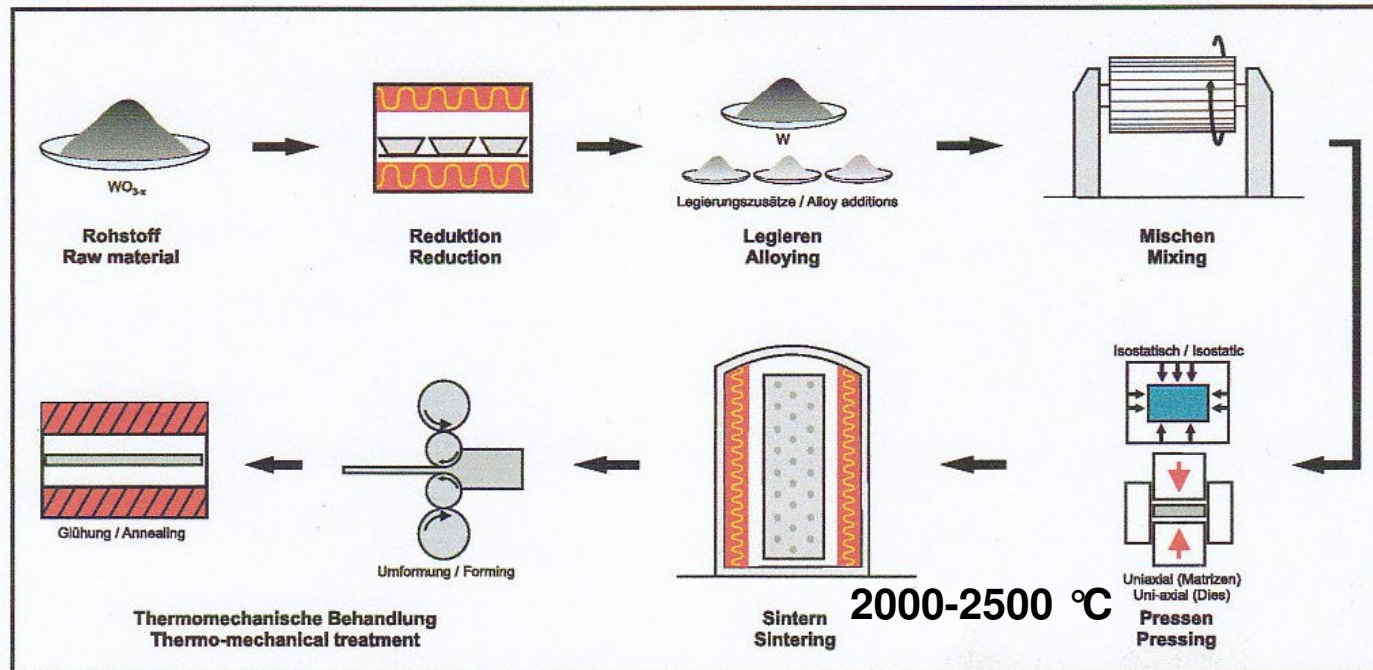 WO3-x
Rohstoff
Raw material
Reduktion
Reduction
W
Legierungszusätze / Alloy additions
Legieren
Alloying
Mischen
Mixing
Isostatisch / Isostatic
Uniaxial (Matrizen)
Uni-axial (Dies)
Pressen
Pressing
2000-2500 °C
Sintern
Sintering
Umformung / Forming
Glühung / Annealing
Thermomechanische Behandlung
Thermo-mechanical treatment